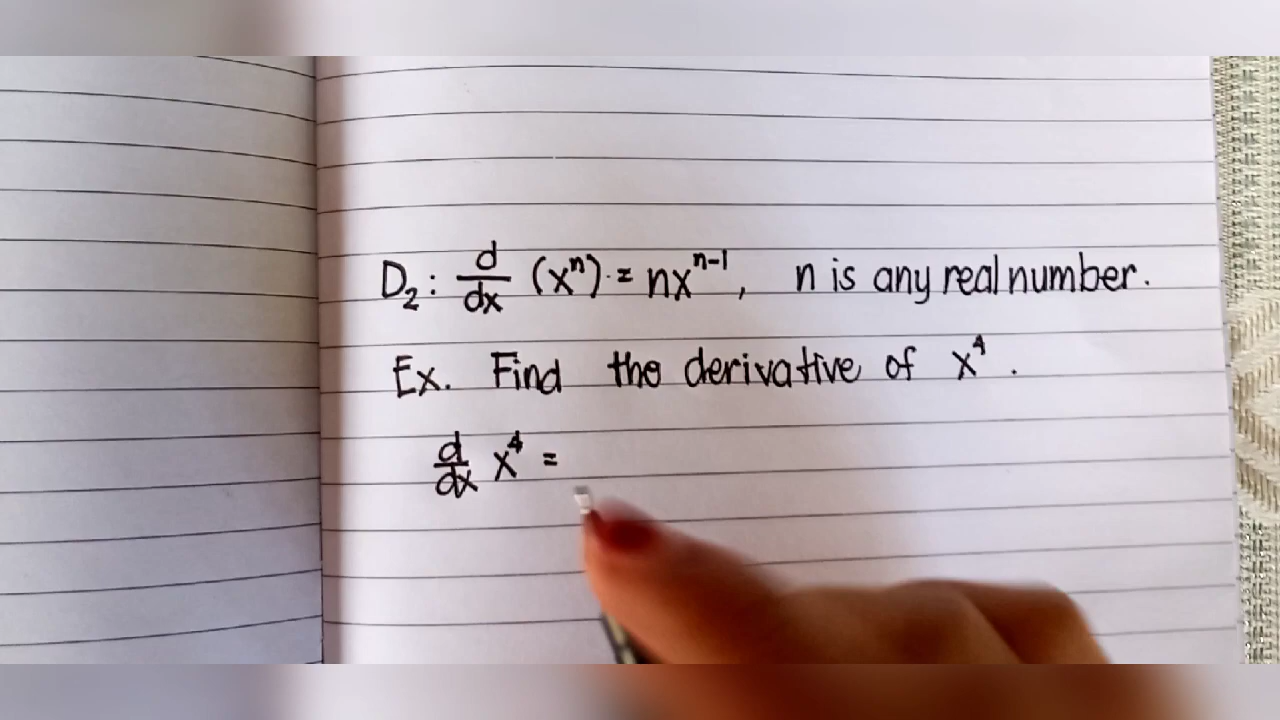 D₂: d/dx (xⁿ) = nxⁿ⁻¹, n is any real number.
Ex. Find the derivative of x⁴.
d/dx x⁴ =